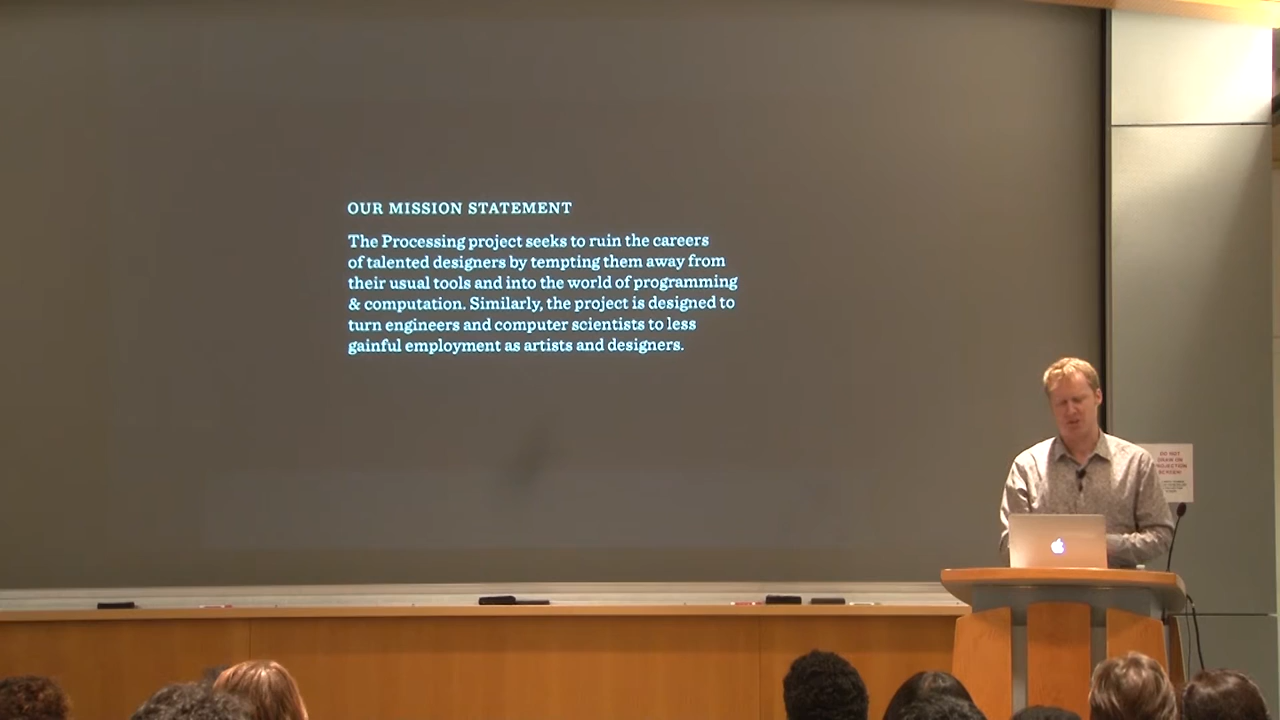 OUR MISSION STATEMENT
The Processing project seeks to ruin the careers
of talented designers by tempting them away from
their usual tools and into the world of programming
& computation. Similarly, the project is designed to
turn engineers and computer scientists to less
gainful employment as artists and designers.
DO NOT
DRAW ON
PROJECTION
SCREEN!